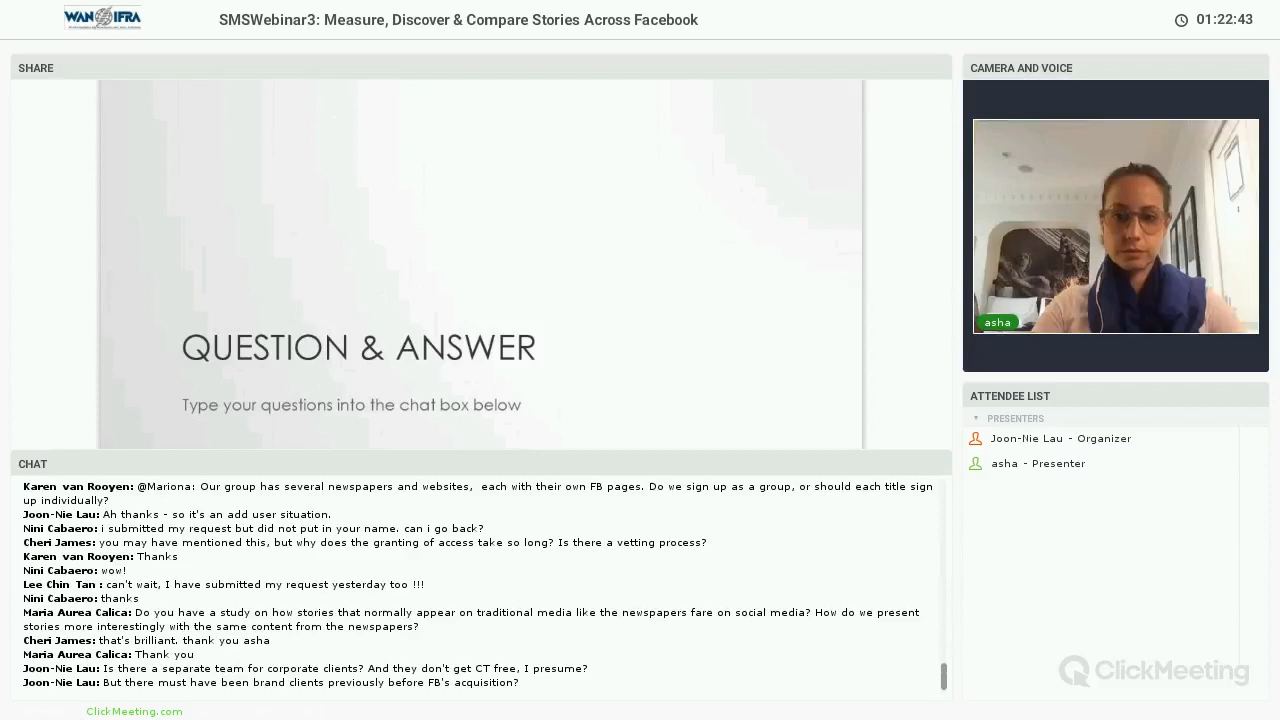 WAN IFRA
SMSWebinar3: Measure, Discover & Compare Stories Across Facebook
01:22:43
SHARE
QUESTION & ANSWER
Type your questions into the chat box below
CAMERA AND VOICE
asha
ATTENDEE LIST
PRESENTERS
Joon-Nie Lau - Organizer
asha - Presenter
ClickMeeting
CHAT
Karen van Rooyen: @Mariona: Our group has several newspapers and websites, each with their own FB pages. Do we sign up as a group, or should each title sign
up individually?
Joon-Nie Lau: Ah thanks - so it's an add user situation.
Nini Cabaero: i submitted my request but did not put in your name. can i go back?
Cheri James: you may have mentioned this, but why does the granting of access take so long? Is there a vetting process?
Karen van Rooyen: Thanks
Nini Cabaero: wow!
Lee Chin Tan : can't wait, I have submitted my request yesterday too !!!
Nini Cabaero: thanks
Maria Aurea Calica: Do you have a study on how stories that normally appear on traditional media like the newspapers fare on social media? How do we present
stories more interestingly with the same content from the newspapers?
Cheri James: that's brilliant. thank you asha
Maria Aurea Calica: Thank you
Joon-Nie Lau: Is there a separate team for corporate clients? And they don't get CT free, I presume?
Joon-Nie Lau: But there must have been brand clients previously before FB's acquisition?
ClickMeeting.com